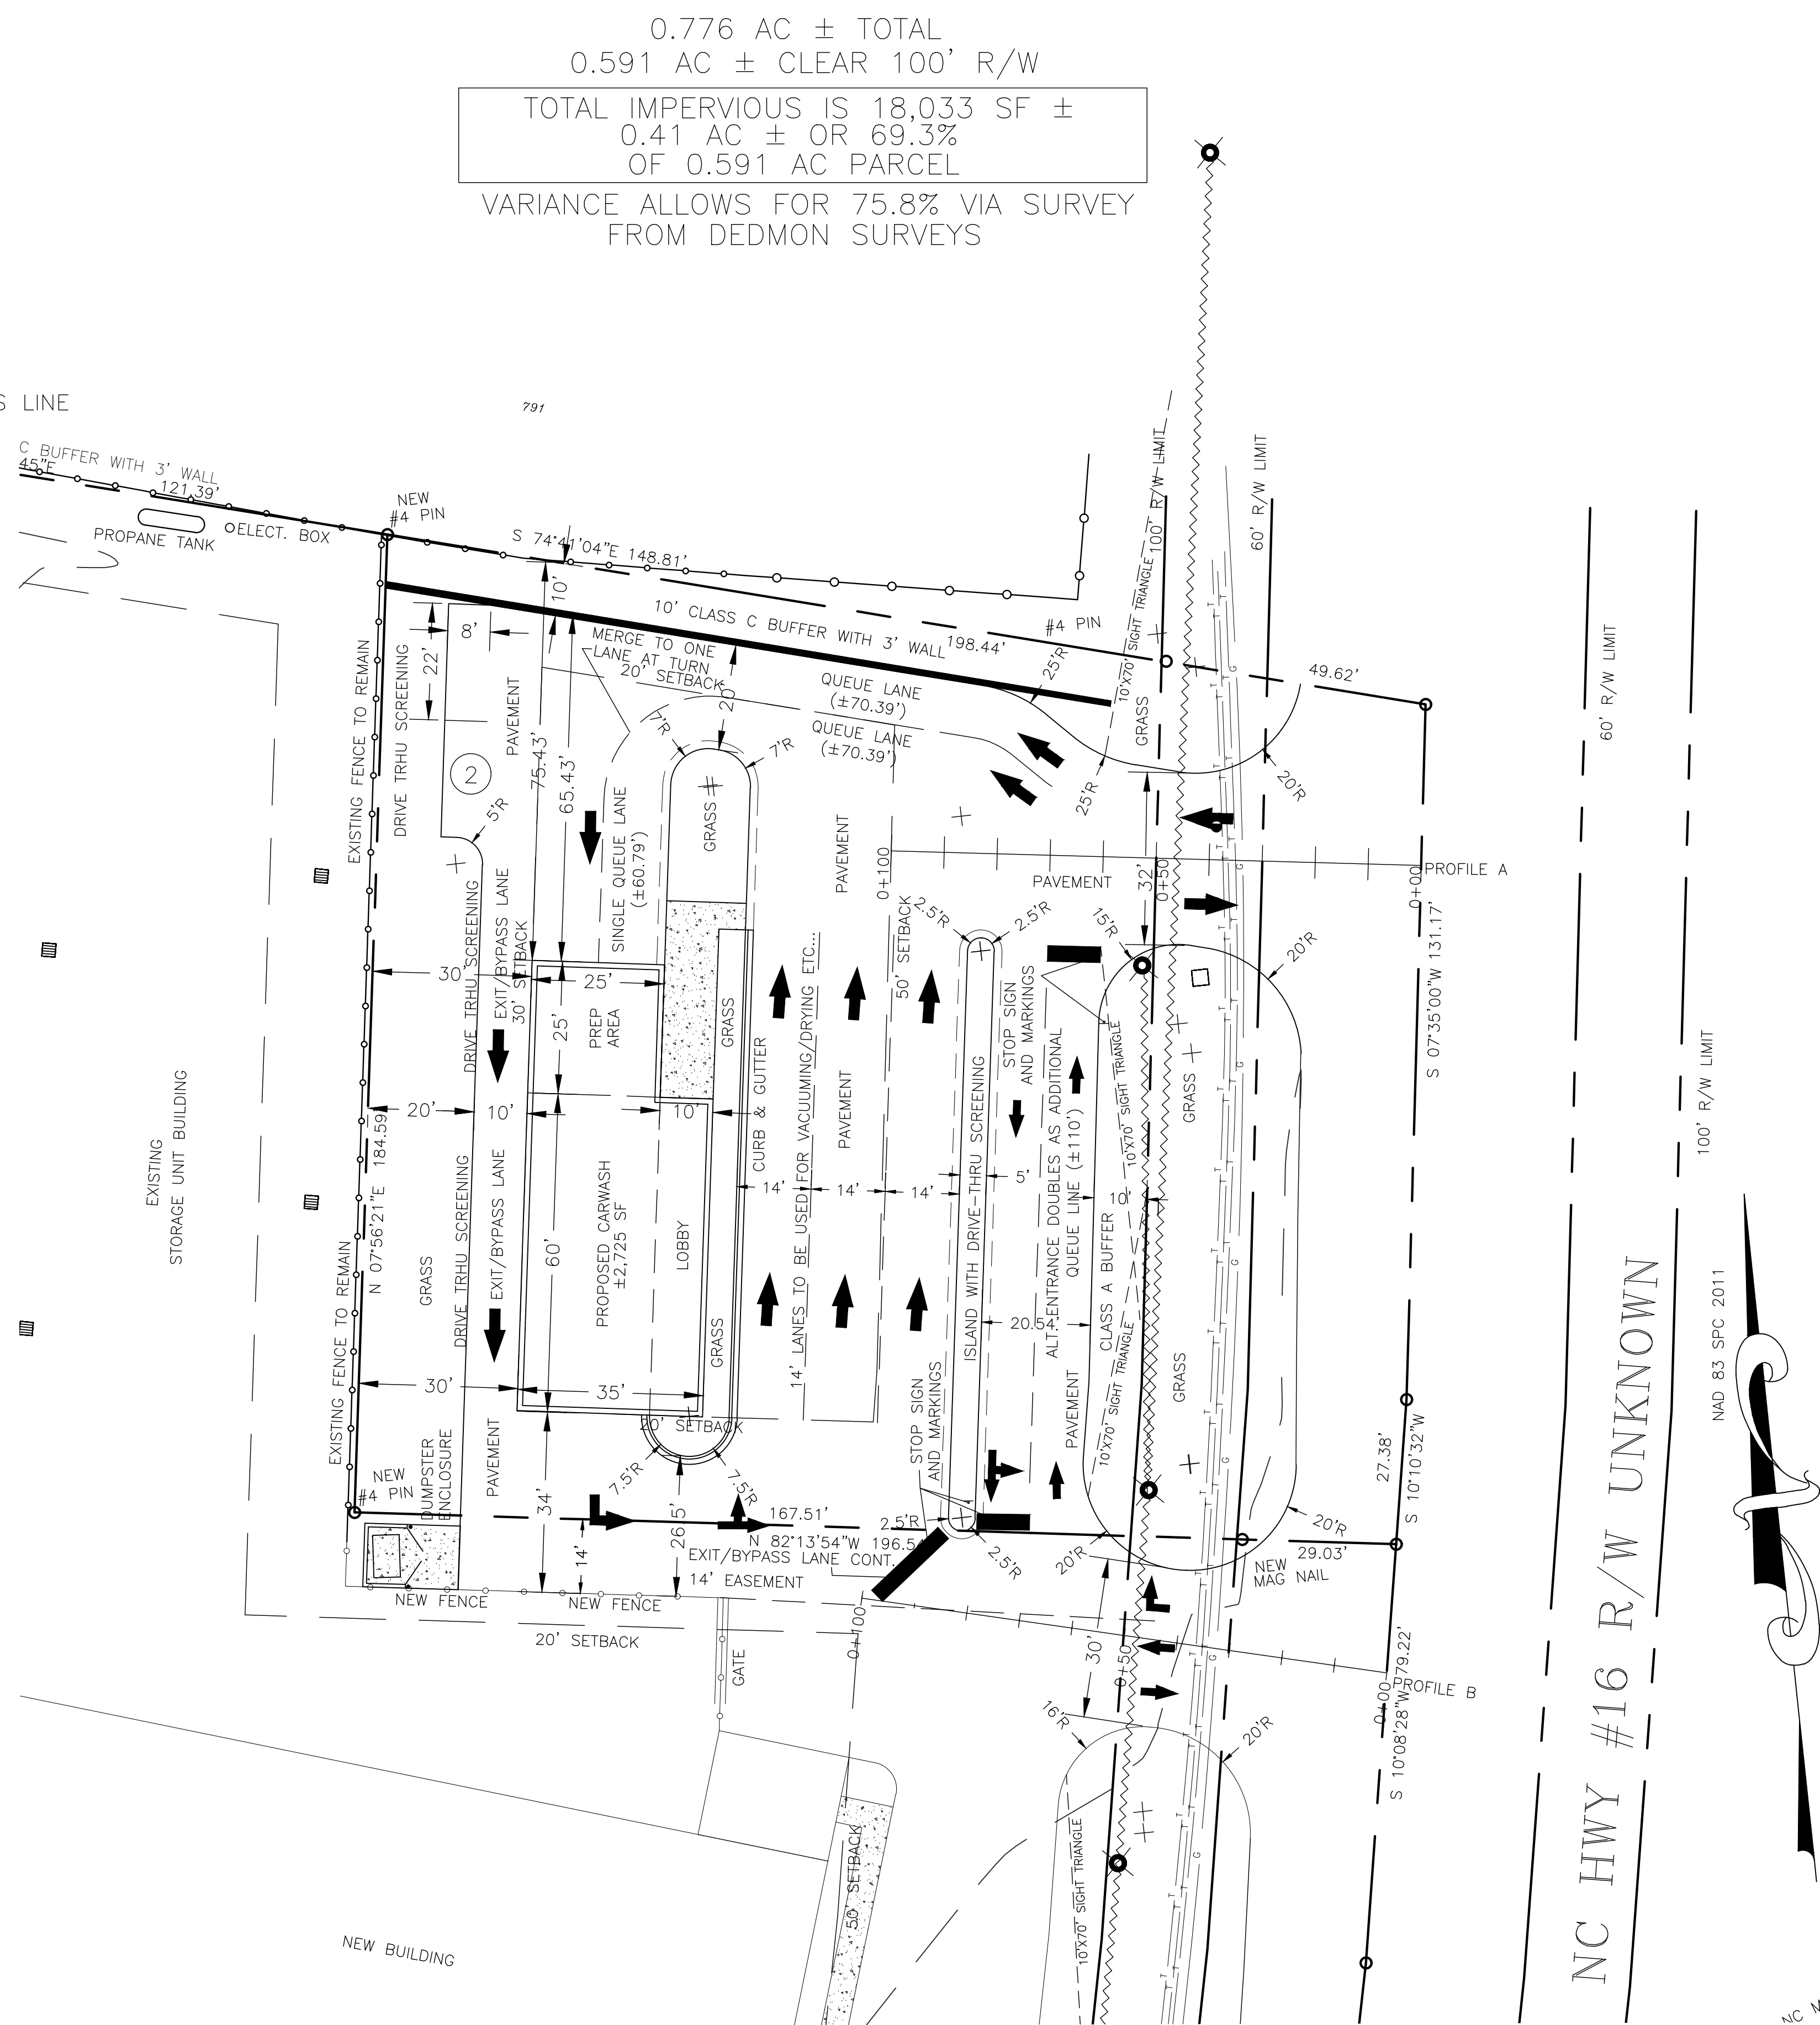 0.776 AC ± TOTAL
0.591 AC ± CLEAR 100' R/W
TOTAL IMPERVIOUS IS 18,033 SF ±
0.41 AC ± OR 69.3%
OF 0.591 AC PARCEL
VARIANCE ALLOWS FOR 75.8% VIA SURVEY
FROM DEDMON SURVEYS
S LINE
791
C BUFFER WITH 3' WALL
45"E
121.39'
PROPANE TANK
ELECT. BOX
NEW
#4 PIN
S 74°41'04"E 148.81'
10'
10' CLASS C BUFFER WITH 3' WALL
198.44'
#4 PIN
49.62'
100' R/W LIMIT
60' R/W LIMIT
10'X70' SIGHT TRIANGLE
MERGE TO ONE
LANE AT TURN
20' SETBACK
QUEUE LANE
(±70.39')
QUEUE LANE
(±70.39')
20'
25'R
25'R
20'R
GRASS
8'
22'
2
5'R
PAVEMENT
75.43'
65.43'
7'R
7'R
GRASS
EXISTING FENCE TO REMAIN
DRIVE TRHU SCREENING
DRIVE TRHU SCREENING
DRIVE TRHU SCREENING
EXIT/BYPASS LANE
30' SETBACK
SINGLE QUEUE LANE
(±60.79')
PAVEMENT
0+100
50' SETBACK
PAVEMENT
32'
0+50
0+00
PROFILE A
S 07°35'00"W 131.17'
30'
25'
25'
PREP
AREA
GRASS
CURB & GUTTER
14' LANES TO BE USED FOR VACUUMING/DRYING ETC...
PAVEMENT
2.5'R
2.5'R
15'R
20'R
STOP SIGN
AND MARKINGS
ISLAND WITH DRIVE-THRU SCREENING
ALT. ENTRANCE DOUBLES AS ADDITIONAL
QUEUE LINE (±110')
10'X70' SIGHT TRIANGLE
GRASS
20'
10'
10'
N 07°56'21"E 184.59'
EXISTING
STORAGE UNIT BUILDING
14'
14'
14'
5'
10'
CLASS A BUFFER
20.54'
10'X70' SIGHT TRIANGLE
GRASS
GRASS
EXIT/BYPASS LANE
60'
PROPOSED CARWASH
±2,725 SF
LOBBY
GRASS
30'
35'
20' SETBACK
EXISTING FENCE TO REMAIN
NEW
#4 PIN
DUMPSTER
ENCLOSURE
PAVEMENT
34'
7.5'R
7.5'R
26.5'
14'
167.51'
N 82°13'54"W 196.54'
EXIT/BYPASS LANE CONT.
14' EASEMENT
STOP SIGN
AND MARKINGS
PAVEMENT
2.5'R
2.5'R
20'R
20'R
29.03'
NEW
MAG NAIL
27.38'
S 10°10'32"W
NEW FENCE
NEW FENCE
20' SETBACK
GATE
0+100
30'
0+50
0+00
PROFILE B
S 10°08'28"W 79.22'
16'R
20'R
50' SETBACK
10'X70' SIGHT TRIANGLE
NEW BUILDING
60' R/W LIMIT
100' R/W LIMIT
NC HWY #16 R/W UNKNOWN
NAD 83 SPC 2011